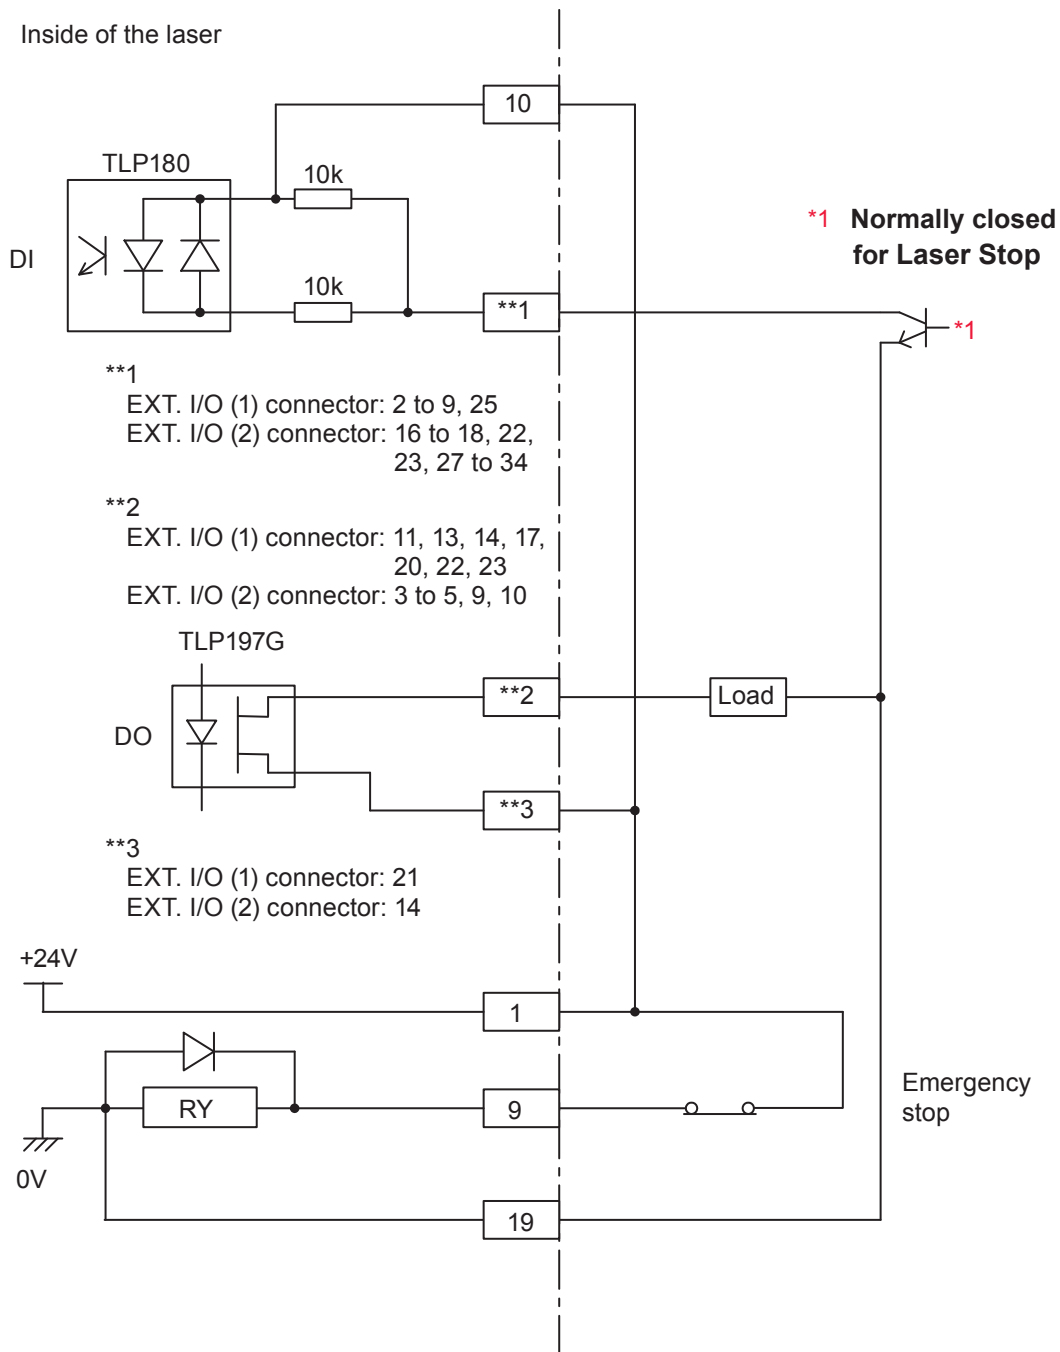 Inside of the laser
10
TLP180
10k
*1 Normally closed
for Laser Stop
DI
10k
**1
*1
**1
EXT. I/O (1) connector: 2 to 9, 25
EXT. I/O (2) connector: 16 to 18, 22,
23, 27 to 34
**2
EXT. I/O (1) connector: 11, 13, 14, 17,
20, 22, 23
EXT. I/O (2) connector: 3 to 5, 9, 10
TLP197G
**2
Load
DO
**3
**3
EXT. I/O (1) connector: 21
EXT. I/O (2) connector: 14
+24V
1
RY
9
Emergency
stop
0V
19